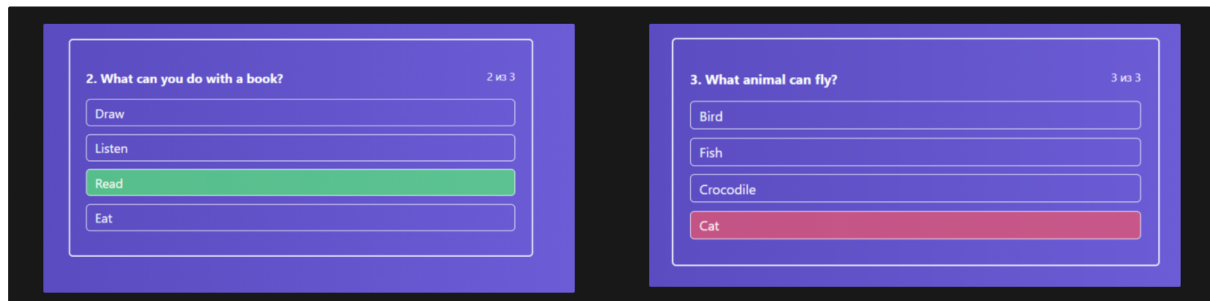 2. What can you do with a book?
2 из 3
Draw
Listen
Read
Eat
3. What animal can fly?
3 из 3
Bird
Fish
Crocodile
Cat